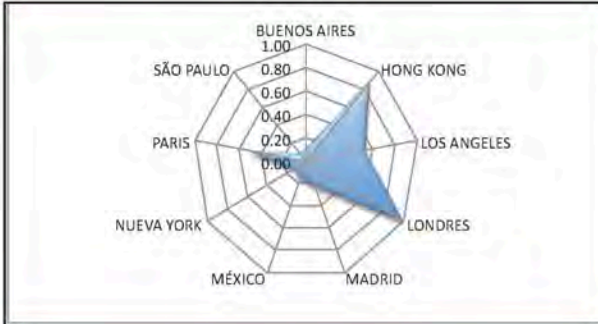 BUENOS AIRES
1.00
SÃO PAULO
HONG KONG
0.80
0.60
PARIS
0.40
LOS ANGELES
0.20
0.00
NUEVA YORK
LONDRES
MÉXICO
MADRID